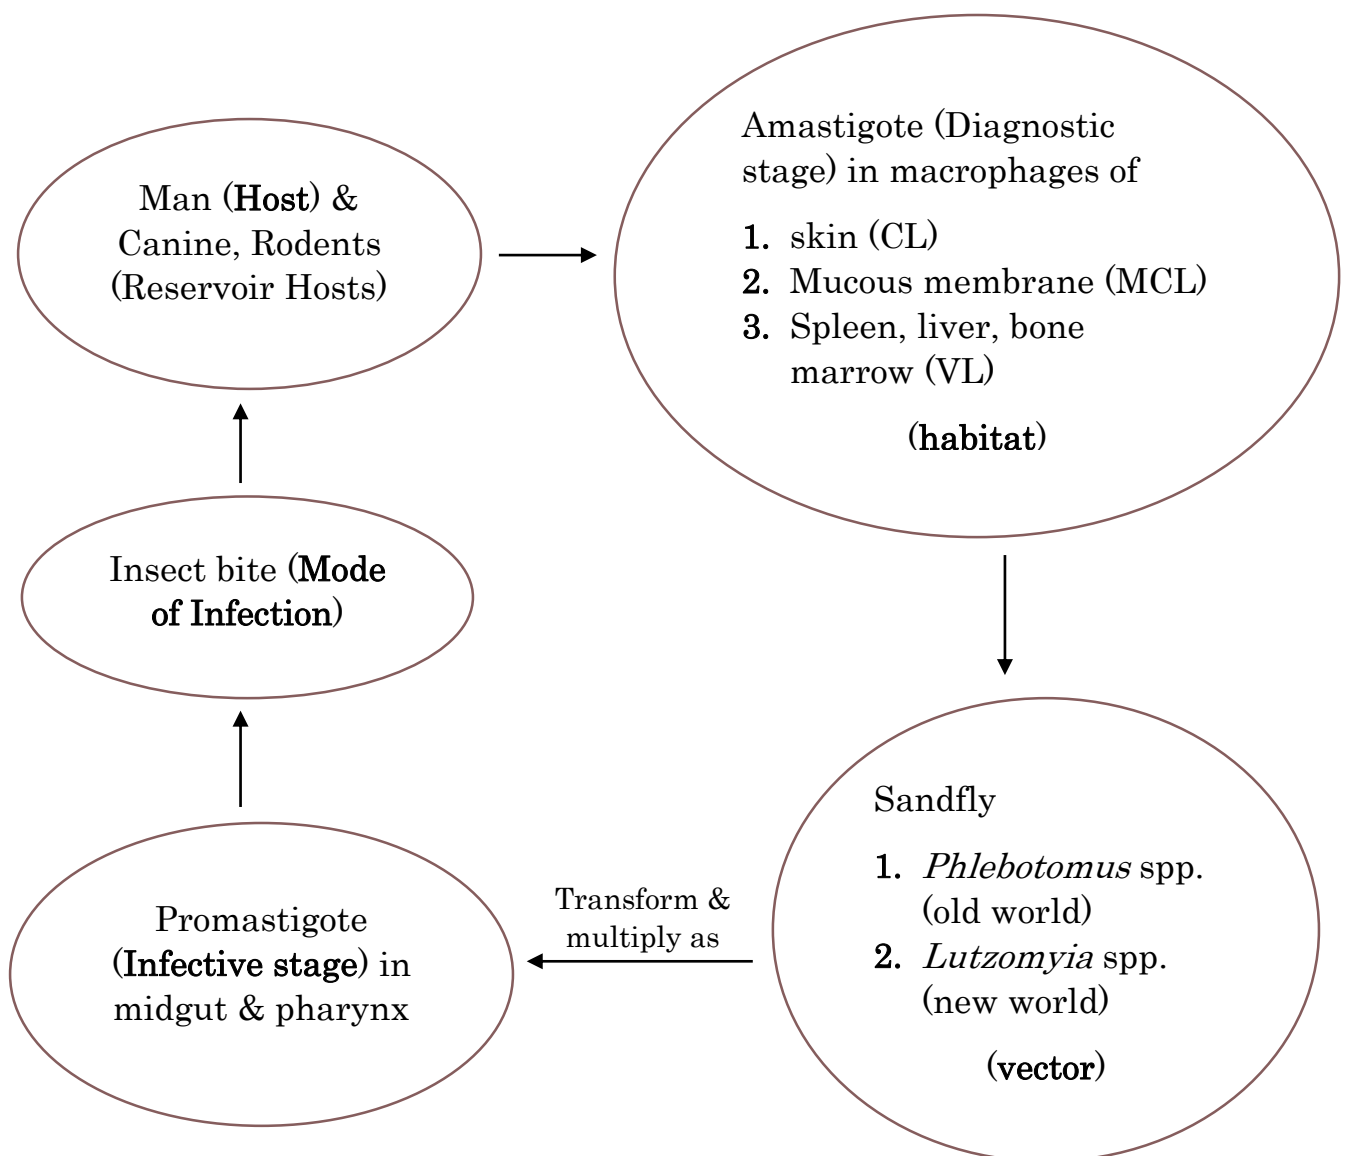 Man (Host) &
Canine, Rodents
(Reservoir Hosts)
Amastigote (Diagnostic
stage) in macrophages of
1. skin (CL)
2. Mucous membrane (MCL)
3. Spleen, liver, bone
marrow (VL)
(habitat)
Sandfly
1. Phlebotomus spp.
(old world)
2. Lutzomyia spp.
(new world)
(vector)
Transform &
multiply as
Promastigote
(Infective stage) in
midgut & pharynx
Insect bite (Mode
of Infection)